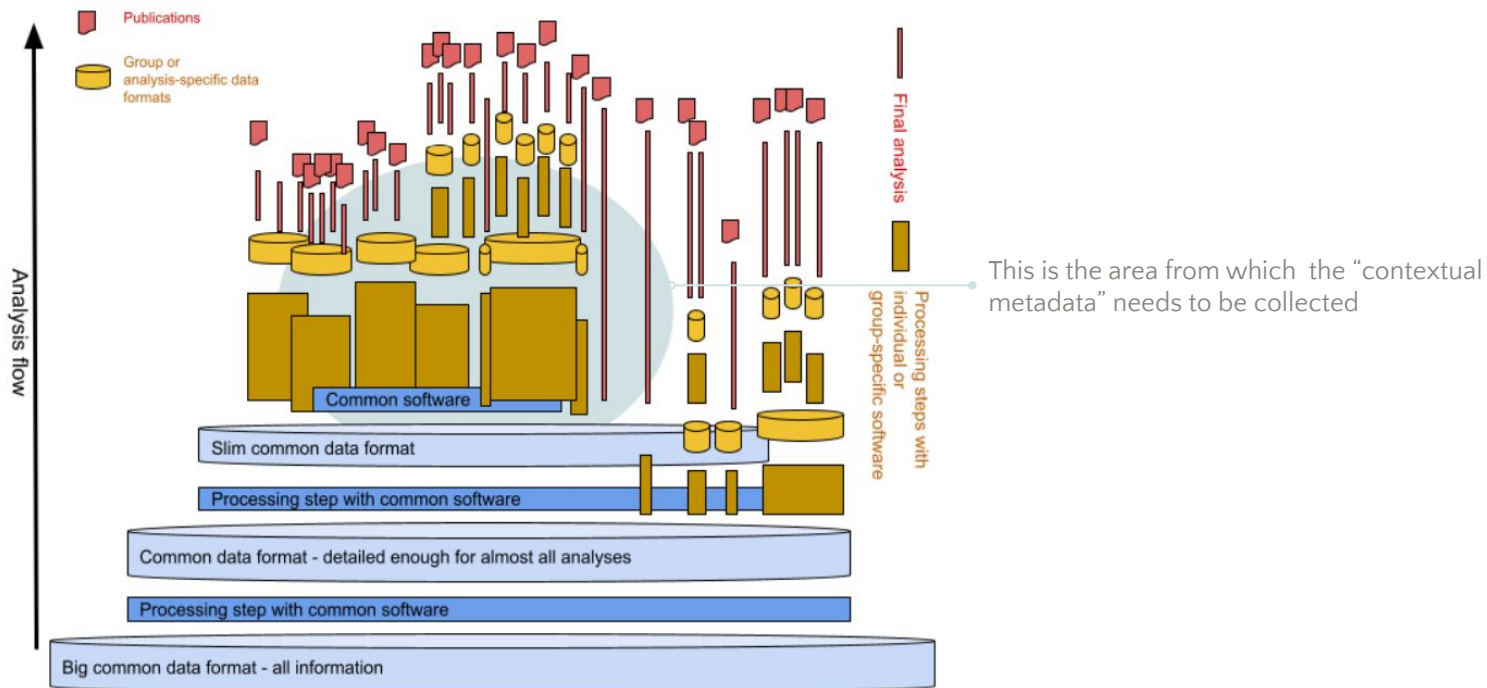 Publications
Group or
analysis-specific data
formats
Analysis flow
Final analysis
Processing steps with
individual or
group-specific software
This is the area from which the “contextual
metadata” needs to be collected
Common software
Slim common data format
Processing step with common software
Common data format - detailed enough for almost all analyses
Processing step with common software
Big common data format - all information